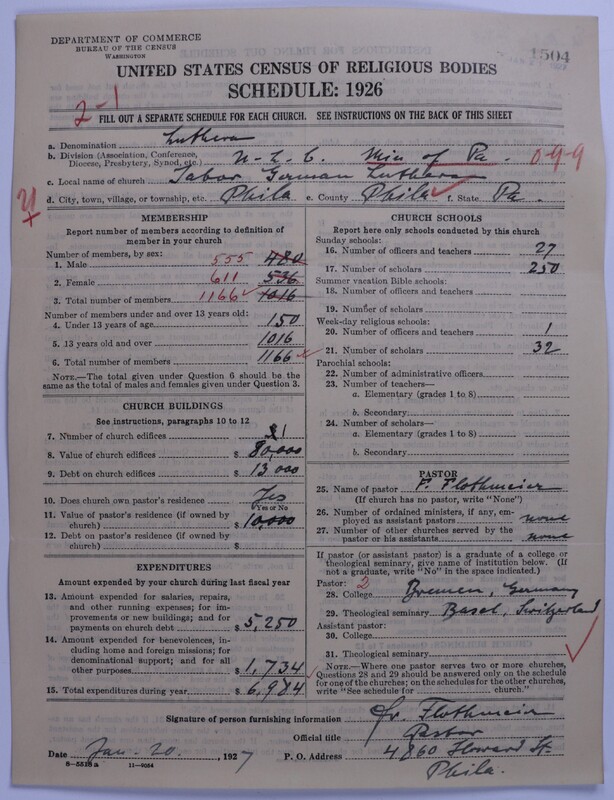 DEPARTMENT OF COMMERCE
BUREAU OF THE CENSUS
WASHINGTON
1504
UNITED STATES CENSUS OF RELIGIOUS BODIES
SCHEDULE: 1926
2-1
FILL OUT A SEPARATE SCHEDULE FOR EACH CHURCH. SEE INSTRUCTIONS ON THE BACK OF THIS SHEET
a. Denomination Lutheran
b. Division (Association, Conference, Diocese, Presbytery, Synod, etc.) U. L. C. Min of Pa. 0-9-9
c. Local name of church Tabor German Lutheran
d. City, town, village, or township, etc. Phila e. County Phila f. State Pa.
MEMBERSHIP
Report number of members according to definition of
member in your church
Number of members, by sex:
1. Male 555 480
2. Female 611 536
3. Total number of members 1166 1016
Number of members under and over 13 years old:
4. Under 13 years of age 150
5. 13 years old and over 1016
6. Total number of members 1166
NOTE.—The total given under Question 6 should be the
same as the total of males and females given under Question 3.
CHURCH BUILDINGS
See instructions, paragraphs 10 to 12
7. Number of church edifices 1
8. Value of church edifices $ 80,000
9. Debt on church edifices $ 13 000
10. Does church own pastor's residence Yes
Yes or No
11. Value of pastor's residence (if owned by
church) $ 10,000
12. Debt on pastor's residence (if owned by
church) $
EXPENDITURES
Amount expended by your church during last fiscal year
13. Amount expended for salaries, repairs,
and other running expenses; for im-
provements or new buildings; and for
payments on church debt $ 5,250
14. Amount expended for benevolences,
including home and foreign missions; for
denominational support; and for all
other purposes $ 1,734
15. Total expenditures during year $ 6,984
CHURCH SCHOOLS
Report here only schools conducted by this church
Sunday schools:
16. Number of officers and teachers 27
17. Number of scholars 250
Summer vacation Bible schools:
18. Number of officers and teachers
19. Number of scholars
Week-day religious schools:
20. Number of officers and teachers 1
21. Number of scholars 32
Parochial schools:
22. Number of administrative officers
23. Number of teachers—
a. Elementary (grades 1 to 8)
b. Secondary
24. Number of scholars—
a. Elementary (grades 1 to 8)
b. Secondary
PASTOR
25. Name of pastor F. Flothmeier
(If church has no pastor, write "None")
26. Number of ordained ministers, if any, em-
ployed as assistant pastors none
27. Number of other churches served by the
pastor or his assistants none
If pastor (or assistant pastor) is a graduate of a college or
theological seminary, give name of institution below. (If
not a graduate, write "No" in the space indicated.)
Pastor: 2
28. College Bremen, Germany
29. Theological seminary Basel, Switzerland
Assistant pastor:
30. College
31. Theological seminary
NOTE.—Where one pastor serves two or more churches,
Questions 28 and 29 should be answered only on the schedule
for one of the churches; on the schedules for the other churches,
write "See schedule for church."
Signature of person furnishing information Fr. Flothmeier
Official title Pastor
Date Jan. 20, 1927 P. O. Address 4860 Howard St.
8-5518a 11-9084
Phila.